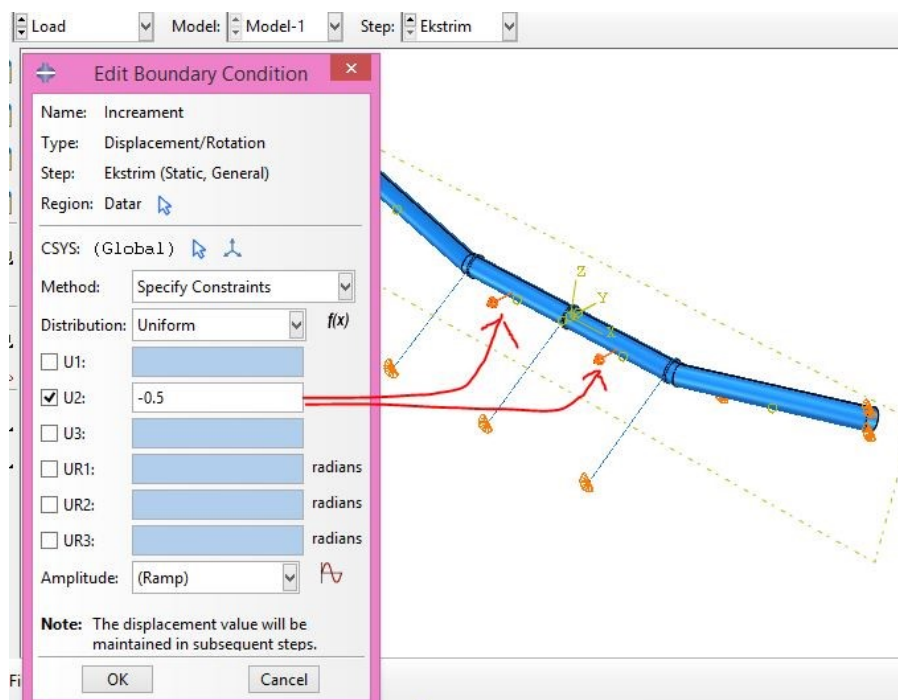 Load Model: Model-1 Step: Ekstrim
Edit Boundary Condition
Name: Increament
Type: Displacement/Rotation
Step: Ekstrim (Static, General)
Region: Datar
CSYS: (Global)
Method: Specify Constraints
Distribution: Uniform f(x)
U1:
U2: -0.5
U3:
UR1: radians
UR2: radians
UR3: radians
Amplitude: (Ramp)
Note: The displacement value will be
maintained in subsequent steps.
OK Cancel
Fi
Z
Y
X